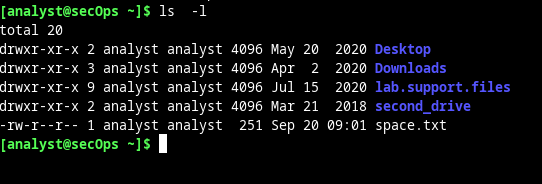 [analyst@secOps ~]$ ls  -l
total 20
drwxr-xr-x 2 analyst analyst 4096 May 20  2020 Desktop
drwxr-xr-x 3 analyst analyst 4096 Apr  2  2020 Downloads
drwxr-xr-x 9 analyst analyst 4096 Jul 15  2020 lab.support.files
drwxr-xr-x 2 analyst analyst 4096 Mar 21  2018 second_drive
-rw-r--r-- 1 analyst analyst  251 Sep 20 09:01 space.txt
[analyst@secOps ~]$